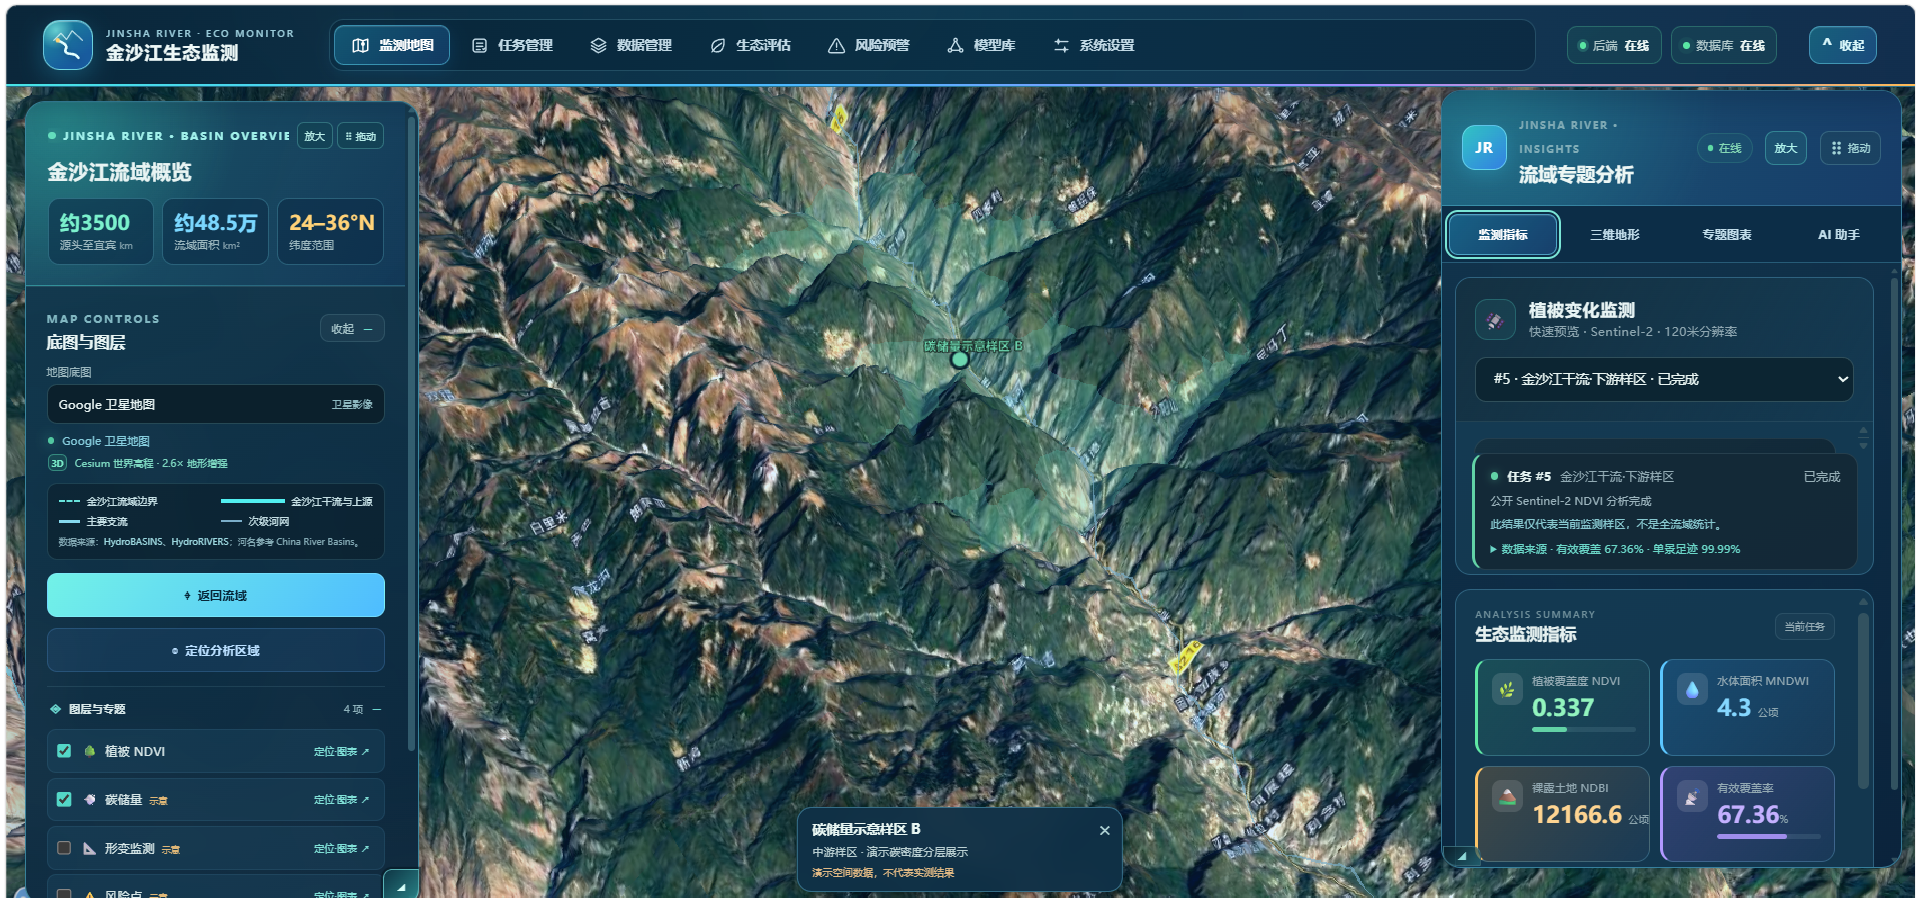 JINSHA RIVER · ECO MONITOR
金沙江生态监测
监测地图
任务管理
数据管理
生态评估
风险预警
模型库
系统设置
后端 在线
数据库 在线
^ 收起
JINSHA RIVER • BASIN OVERVIE
放大
拖动
金沙江流域概览
约3500
源头至宜宾 km
约48.5万
流域面积 km²
24–36°N
纬度范围
MAP CONTROLS
底图与图层
收起 —
地图底图
Google 卫星地图
卫星影像
Google 卫星地图
3D Cesium 世界高程 · 2.6× 地形增强
金沙江流域边界
金沙江干流与上源
主要支流
次级河网
数据来源：HydroBASINS、HydroRIVERS；河名参考 China River Basins。
返回流域
定位分析区域
图层与专题
4 项 —
植被 NDVI
定位·图表 ↗
碳储量 示意
定位·图表 ↗
形变监测 示意
定位·图表 ↗
风险点 示意
定位·图表 ↗
碳储量示意样区 B
碳储量示意样区 B
×
中游样区 · 演示碳密度分层展示
演示空间数据，不代表实测结果
JR
JINSHA RIVER •
INSIGHTS
流域专题分析
在线
放大
拖动
监测指标
三维地形
专题图表
AI 助手
植被变化监测
快速预览 · Sentinel-2 · 120米分辨率
#5 · 金沙江干流·下游样区 · 已完成
任务 #5 金沙江干流·下游样区
已完成
公开 Sentinel-2 NDVI 分析完成
此结果仅代表当前监测样区，不是全流域统计。
数据来源 · 有效覆盖 67.36% · 单景足迹 99.99%
ANALYSIS SUMMARY
生态监测指标
当前任务
植被覆盖度 NDVI
0.337
水体面积 MNDWI
4.3 公顷
裸露土地 NDBI
12166.6 公顷
有效覆盖率
67.36%